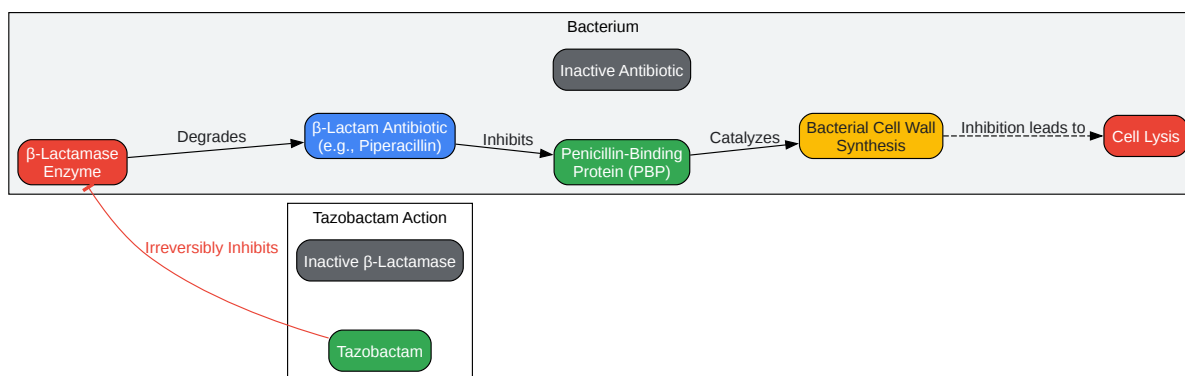 Bacterium
Inactive Antibiotic
β-Lactamase
Enzyme
Degrades
β-Lactam Antibiotic
(e.g., Piperacillin)
Inhibits
Penicillin-Binding
Protein (PBP)
Catalyzes
Bacterial Cell Wall
Synthesis
Inhibition leads to
Cell Lysis
Tazobactam Action
Irreversibly Inhibits
Inactive β-Lactamase
Tazobactam